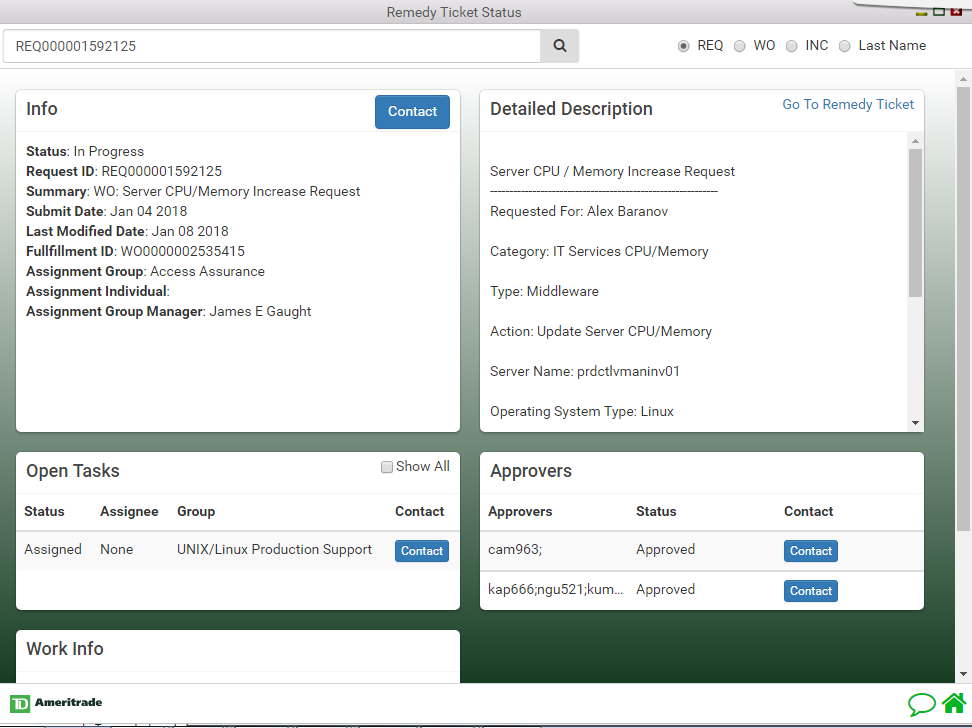 Remedy Ticket Status
REQ000001592125
REQ WO INC Last Name
Info
Contact
Status: In Progress
Request ID: REQ000001592125
Summary: WO: Server CPU/Memory Increase Request
Submit Date: Jan 04 2018
Last Modified Date: Jan 08 2018
Fullfillment ID: WO0000002535415
Assignment Group: Access Assurance
Assignment Individual:
Assignment Group Manager: James E Gaught
Detailed Description
Go To Remedy Ticket
Server CPU / Memory Increase Request
------------------------------------------------------------
Requested For: Alex Baranov
Category: IT Services CPU/Memory
Type: Middleware
Action: Update Server CPU/Memory
Server Name: prdctlvmaninv01
Operating System Type: Linux
Open Tasks
Show All
Status Assignee Group Contact
Assigned None UNIX/Linux Production Support Contact
Approvers
Approvers Status Contact
cam963; Approved Contact
kap666;ngu521;kum... Approved Contact
Work Info
TD Ameritrade